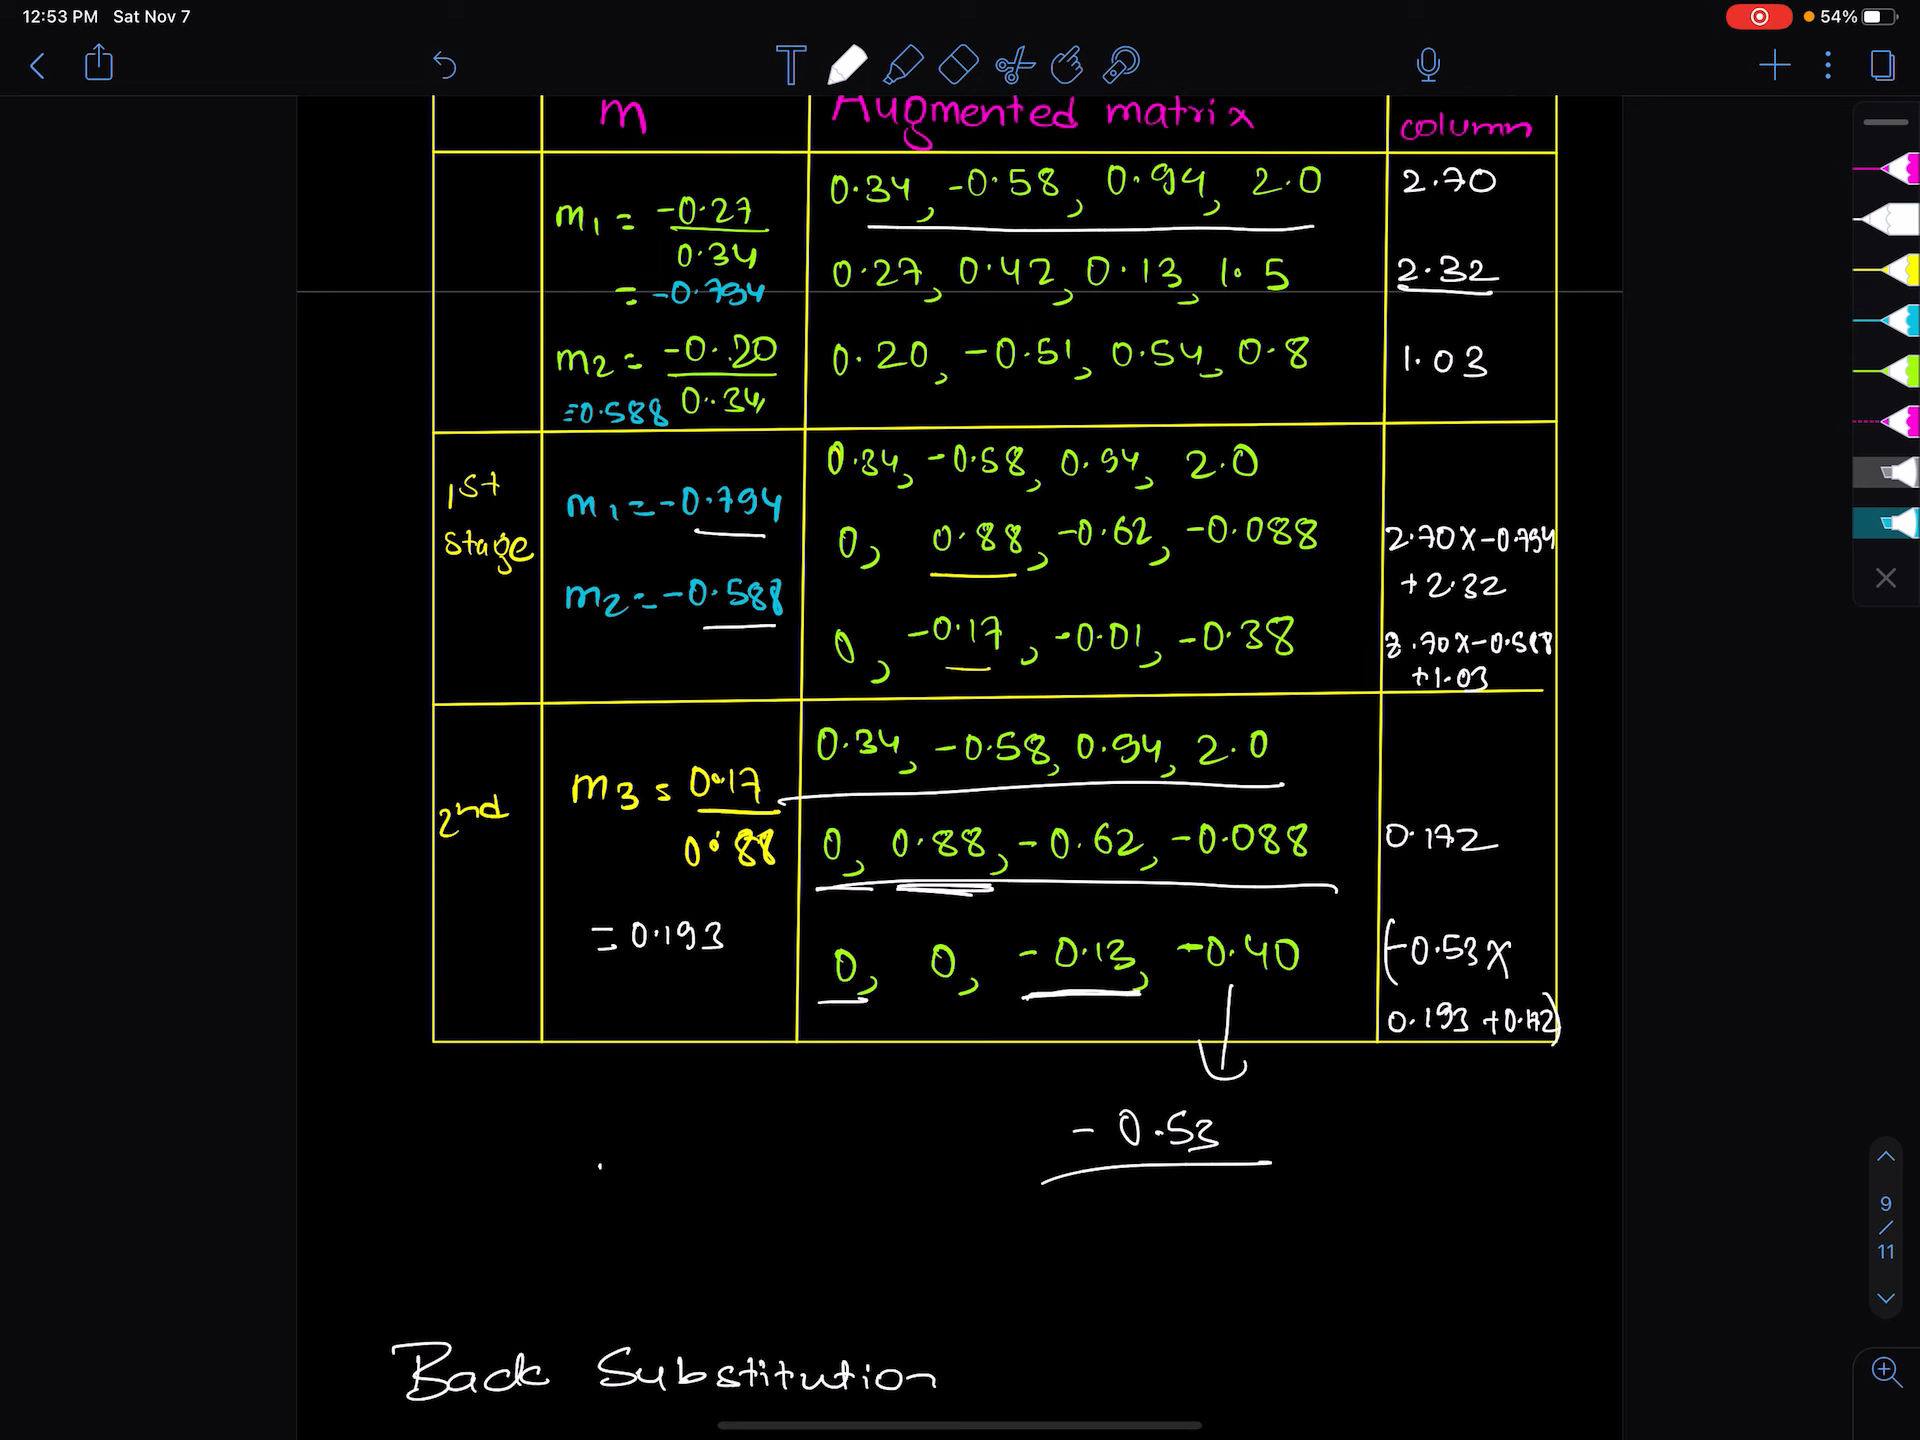 12:53 PM Sat Nov 7
54%
m
Augmented matrix
column
m1 = -0.27
0.34
= -0.794
0.34, -0.58, 0.94, 2.0
2.70
0.27, 0.42, 0.13, 1.5
2.32
m2 = -0.20
0.34
=0.588
0.20, -0.51, 0.54, 0.8
1.03
1st
stage
m1 = -0.794
m2 = -0.588
0.34, -0.58, 0.94, 2.0
0, 0.88, -0.62, -0.088
2.70x-0.794
+2.32
0, -0.17, -0.01, -0.38
2.70x-0.588
+1.03
2nd
m3 = 0.17
0.88
= 0.193
0.34, -0.58, 0.94, 2.0
0, 0.88, -0.62, -0.088
0.172
0, 0, -0.13, -0.40
(-0.53x
0.193 +0.172)
-0.53
Back Substitution
9
/
11